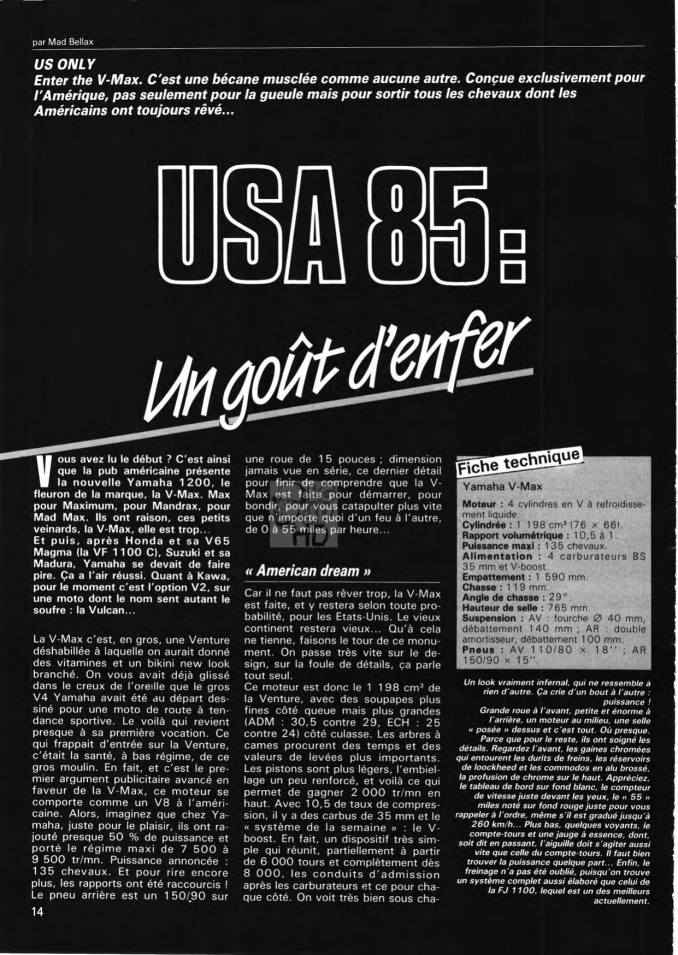 par Mad Bellax
US ONLY
Enter the V-Max. C'est une bécane musclée comme aucune autre. Conçue exclusivement pour
l'Amérique, pas seulement pour la gueule mais pour sortir tous les chevaux dont les
Américains ont toujours rêvé...
USA 85:
Un goût d'enfer
Vous avez lu le début ? C'est ainsi
que la pub américaine présente
la nouvelle Yamaha 1200, le
fleuron de la marque, la V-Max. Max
pour Maximum, pour Mandrax, pour
Mad Max. Ils ont raison, ces petits
veinards, la V-Max, elle est trop...
Et puis, après Honda et sa V65
Magma (la VF 1100 C), Suzuki et sa
Madura, Yamaha se devait de faire
pire. Ça a l'air réussi. Quant à Kawa,
pour le moment c'est l'option V2, sur
une moto dont le nom sent autant le
soufre : la Vulcan...
La V-Max c'est, en gros, une Venture
déshabillée à laquelle on aurait donné
des vitamines et un bikini new look
branché. On vous avait déjà glissé
dans le creux de l'oreille que le gros
V4 Yamaha avait été au départ des-
siné pour une moto de route à ten-
dance sportive. Le voilà qui revient
presque à sa première vocation. Ce
qui frappait d'entrée sur la Venture,
c'était la santé, à bas régime, de ce
gros moulin. En fait, et c'est le pre-
mier argument publicitaire avancé en
faveur de la V-Max, ce moteur se
comporte comme un V8 à l'améri-
caine. Alors, imaginez que chez Ya-
maha, juste pour le plaisir, ils ont ra-
jouté presque 50 % de puissance et
porté le régime maxi de 7 500 à
9 500 tr/mn. Puissance annoncée :
135 chevaux. Et pour rire encore
plus, les rapports ont été raccourcis !
Le pneu arrière est un 150/90 sur
une roue de 15 pouces ; dimension
jamais vue en série, ce dernier détail
pour finir de comprendre que la V-
Max est faite pour démarrer, pour
bondir, pour catapulter plus vite
que n'importe quoi d'un feu à l'autre,
de 0 à 55 miles par heure...
« American dream »
Car il ne faut pas rêver trop, la V-Max
est faite, et y restera selon toute pro-
babilité, pour les Etats-Unis. Le vieux
continent restera vieux... Qu'à cela
ne tienne, faisons le tour de ce monu-
ment. On passe très vite sur le de-
sign, sur la foule de détails, ça parle
tout seul.
Ce moteur est donc le 1 198 cm³ de
la Venture, avec des soupapes plus
fines côté queue mais plus grandes
(ADM : 30,5 contre 29, ECH : 25
contre 24) côté culasse. Les arbres à
cames procurent des temps et des
valeurs de levées plus importants.
Les pistons sont plus légers, l'embiel-
lage un peu renforcé, et voilà ce qui
permet de gagner 2 000 tr/mn en
haut. Avec 10,5 de taux de compres-
sion, il y a des carbus de 35 mm et le
« système de la semaine » : le V-
boost. En fait, un dispositif très sim-
ple qui réunit, partiellement à partir
de 6 000 tours et complètement dès
8 000, les conduits d'admission
après les carburateurs et ce pour cha-
que côté. On voit très bien sous cha-
Fiche technique
Yamaha V-Max
Moteur : 4 cylindres en V à refroidisse-
ment liquide.
Cylindrée : 1 198 cm³ (76 × 66).
Rapport volumétrique : 10,5 à 1.
Puissance maxi : 135 chevaux.
Alimentation : 4 carburateurs BS
35 mm et V-boost.
Empattement : 1 590 mm.
Chasse : 119 mm.
Angle de chasse : 29°.
Hauteur de selle : 765 mm.
Suspension : AV : fourche Ø 40 mm,
débattement 140 mm ; AR : double
amortisseur, débattement 100 mm.
Pneus : AV 110/80 × 18'' ; AR
150/90 × 15''.
Un look vraiment infernal, qui ne ressemble à
rien d'autre. Ça crie d'un bout à l'autre :
puissance !
Grande roue à l'avant, petite et énorme à
l'arrière, un moteur au milieu, une selle
« posée » dessus et c'est tout. Où presque.
Parce que pour le reste, ils ont soigné les
détails. Regardez l'avant, les gaines chromées
qui entourent les durits de freins, les réservoirs
de loockheed et les commodos en alu brossé,
la profusion de chrome sur le haut. Appréciez,
le tableau de bord sur fond blanc, le compteur
de vitesse juste devant les yeux, le « 55 »
miles noté sur fond rouge juste pour vous
rappeler à l'ordre, même s'il est gradué jusqu'à
260 km/h... Plus bas, quelques voyants, le
compte-tours et une jauge à essence, dont,
soit dit en passant, l'aiguille doit s'agiter aussi
vite que celle du compte-tours. Il faut bien
trouver la puissance quelque part... Enfin, le
freinage n'a pas été oublié, puisqu'on trouve
un système complet aussi élaboré que celui de
la FJ 1100, lequel est un des meilleurs
actuellement.
14